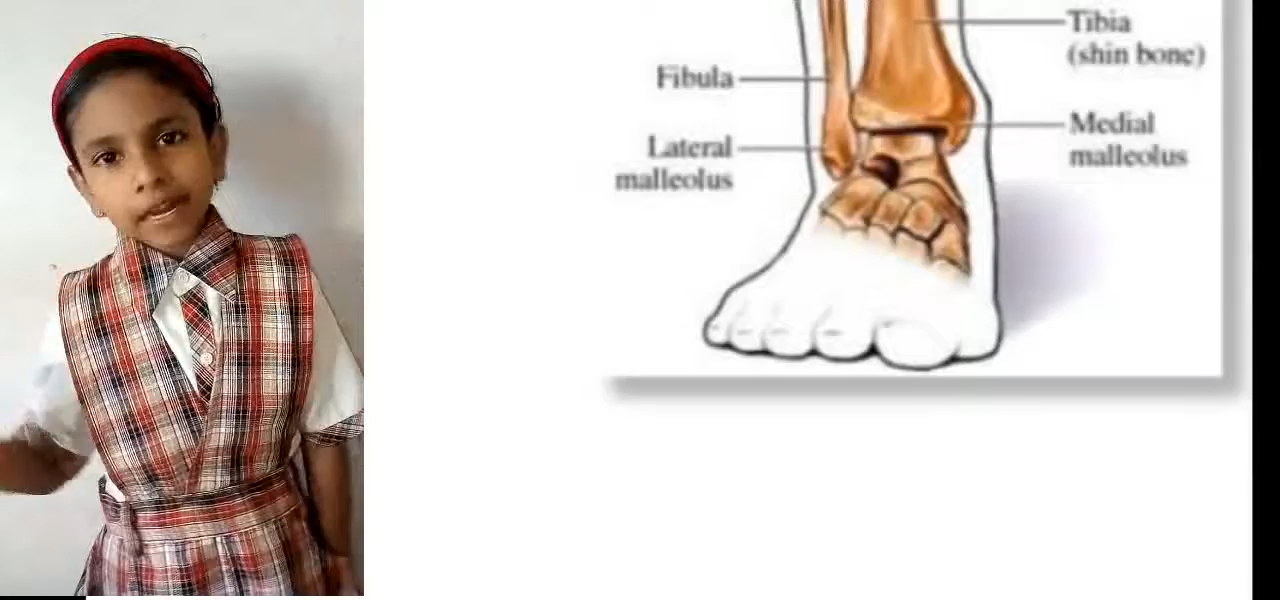 Tibia
(shin bone)
Fibula
Medial
malleolus
Lateral
malleolus